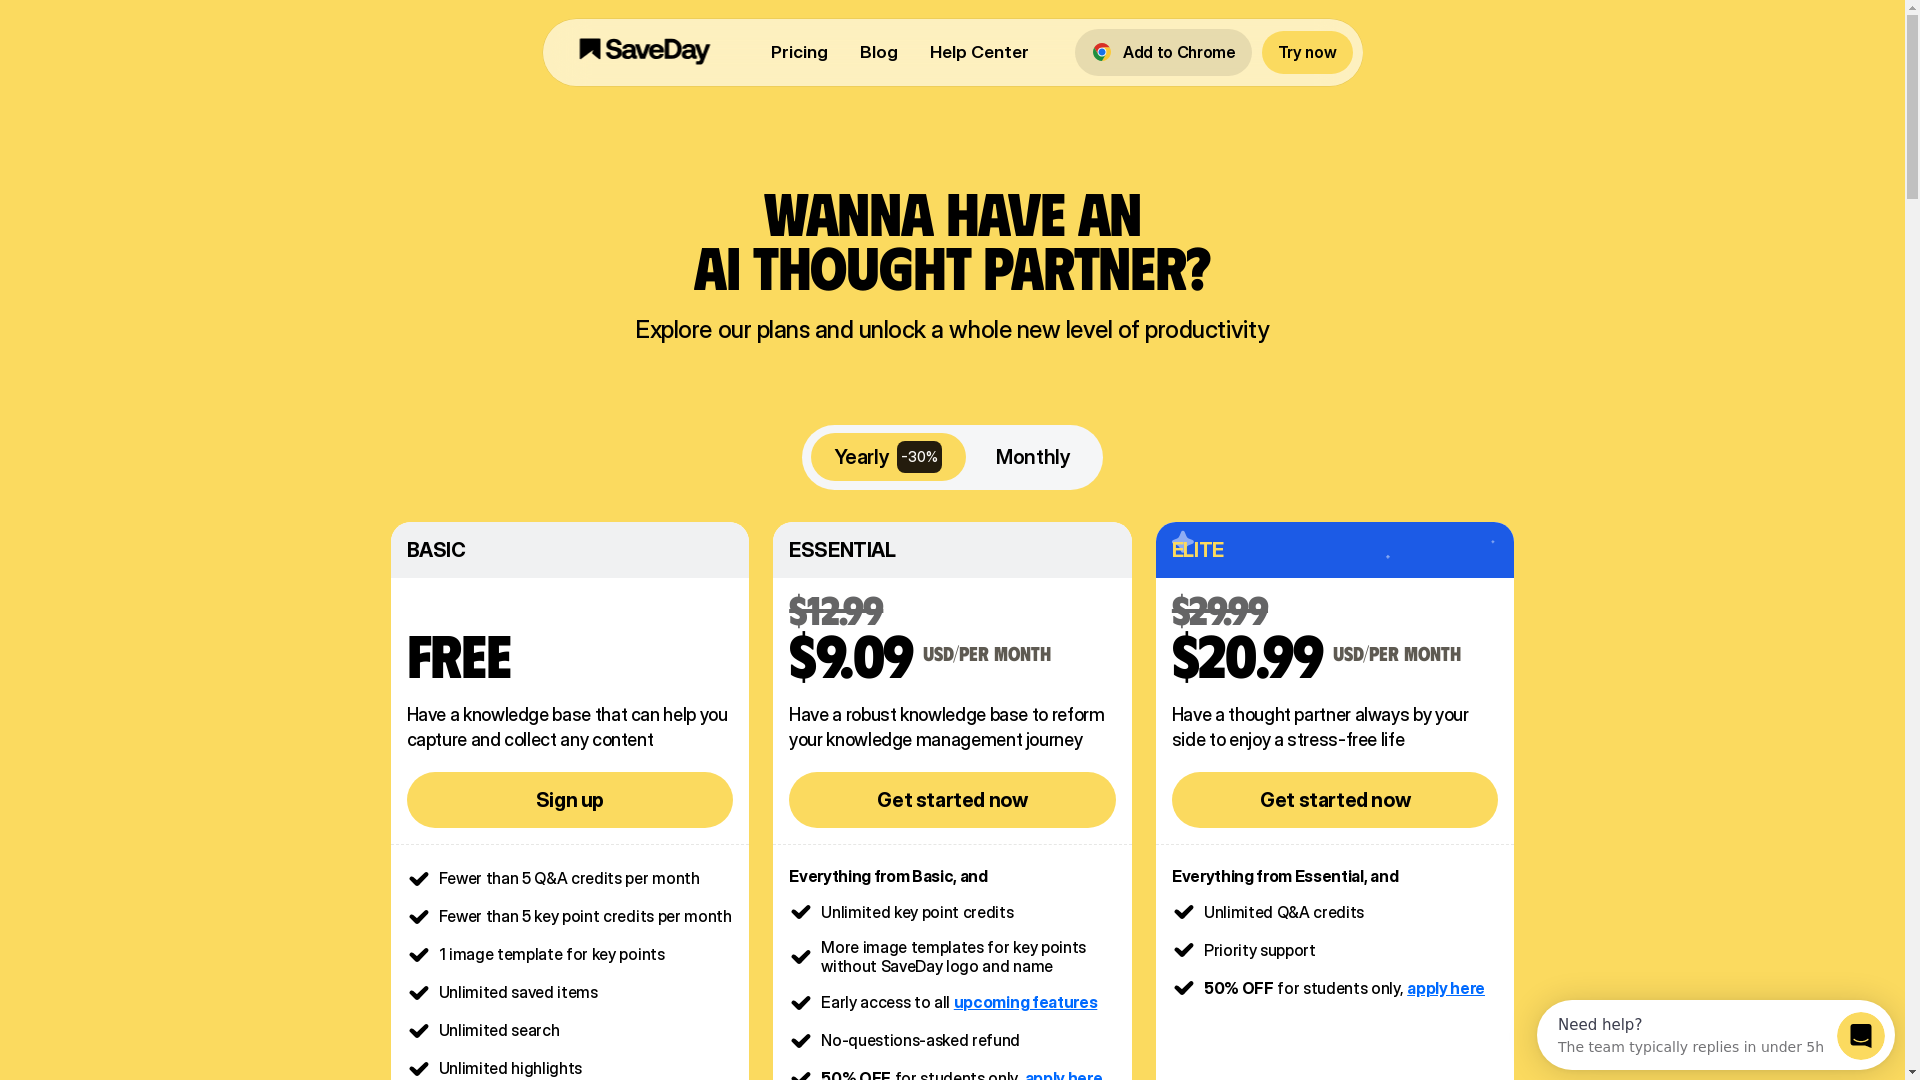 SaveDay
Pricing
Blog
Help Center
Add to Chrome
Try now
WANNA HAVE AN
AI THOUGHT PARTNER?
Explore our plans and unlock a whole new level of productivity
Yearly -30%
Monthly
BASIC
FREE
Have a knowledge base that can help you
capture and collect any content
Sign up
Fewer than 5 Q&A credits per month
Fewer than 5 key point credits per month
1 image template for key points
Unlimited saved items
Unlimited search
Unlimited highlights
ESSENTIAL
$12.99
$9.09 USD/PER MONTH
Have a robust knowledge base to reform
your knowledge management journey
Get started now
Everything from Basic, and
Unlimited key point credits
More image templates for key points
without SaveDay logo and name
Early access to all upcoming features
No-questions-asked refund
50% OFF for students only, apply here
ELITE
$29.99
$20.99 USD/PER MONTH
Have a thought partner always by your
side to enjoy a stress-free life
Get started now
Everything from Essential, and
Unlimited Q&A credits
Priority support
50% OFF for students only, apply here
Need help?
The team typically replies in under 5h